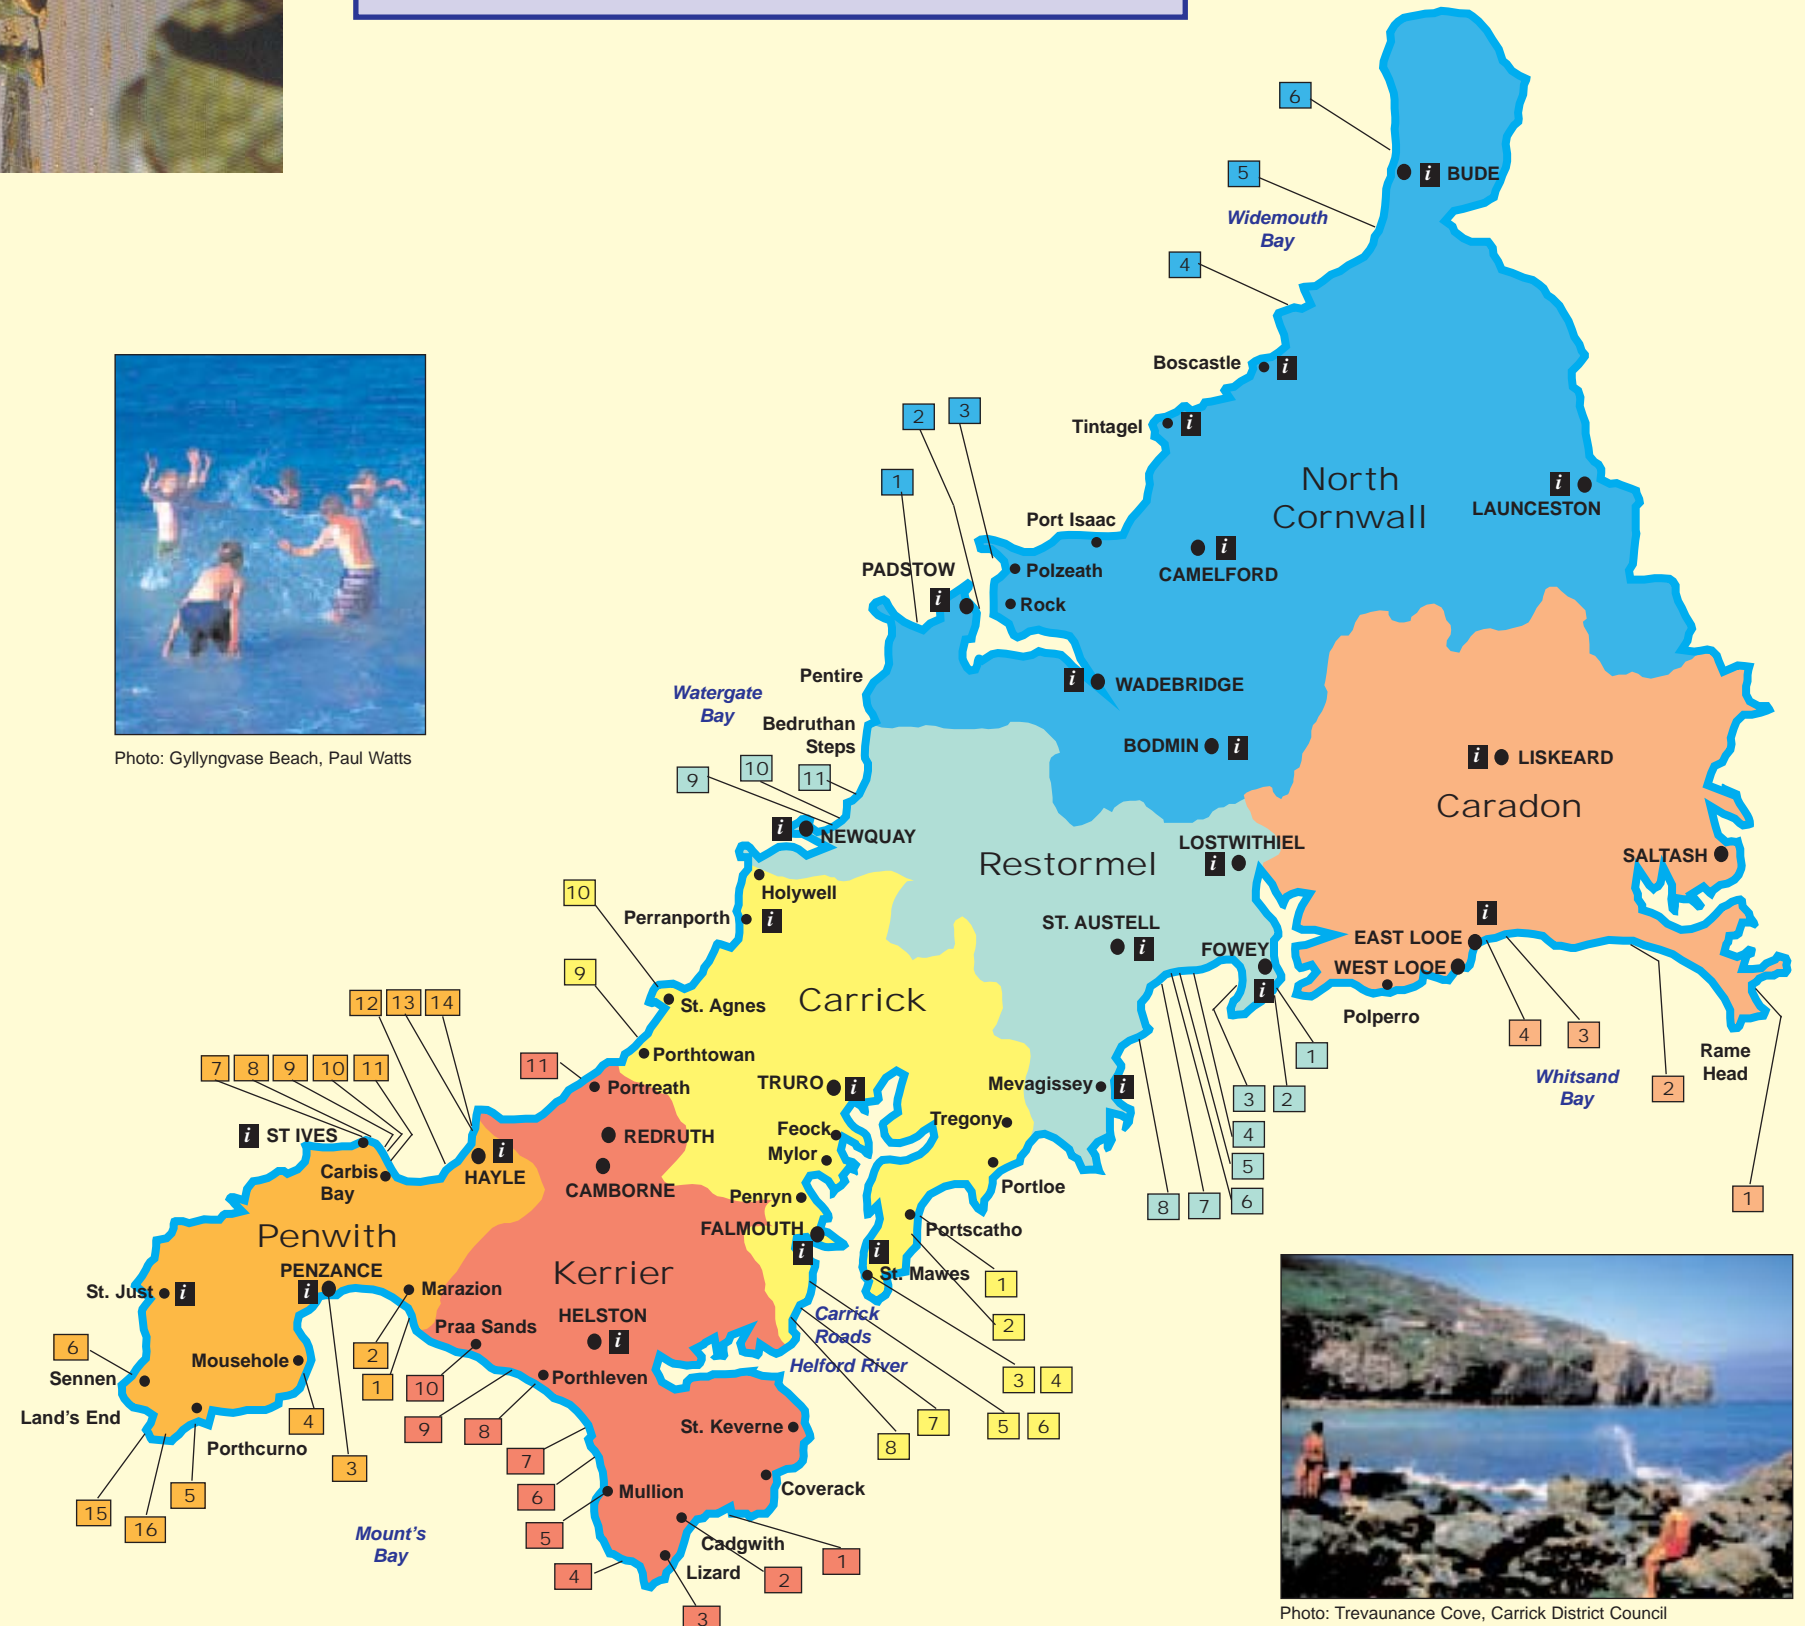 6
5
i BUDE
Widemouth
Bay
4
Boscastle i
Tintagel i
2
3
1
North
Cornwall
i
LAUNCESTON
Port Isaac
PADSTOW
i
Polzeath
Rock
i
CAMELFORD
Pentire
i WADEBRIDGE
Watergate
Bay
Bedruthan
Steps
BODMIN i
i LISKEARD
Caradon
Photo: Gyllyngvase Beach, Paul Watts
9
10
11
i NEWQUAY
Restormel
LOSTWITHIEL
i
SALTASH
Holywell
10
Perranporth i
ST. AUSTELL
i
FOWEY
i
i
EAST LOOE
WEST LOOE
Polperro
9
St. Agnes
Carrick
12
13
14
Porthtowan
4
3
Rame
Head
Whitsand
Bay
2
1
7
8
9
10
11
11
Portreath
TRURO i
Mevagissey i
1
3
2
4
5
6
8
7
i ST IVES
REDRUTH
Feock
Mylor
Tregony
Carbis
Bay
i
HAYLE
CAMBORNE
Penryn
Portloe
Penwith
FALMOUTH
i
Portscatho
i
St. Mawes
1
2
St. Just i
PENZANCE
i
Marazion
Kerrier
HELSTON
i
Carrick
Roads
Helford River
Praa Sands
6
Sennen
Mousehole
2
1
10
Porthleven
3
4
Land's End
4
9
8
St. Keverne
7
5
6
8
Porthcurno
3
7
5
6
Mullion
Coverack
15
16
Mount's
Bay
5
Cadgwith
1
4
Lizard
2
3
Photo: Trevaunance Cove, Carrick District Council